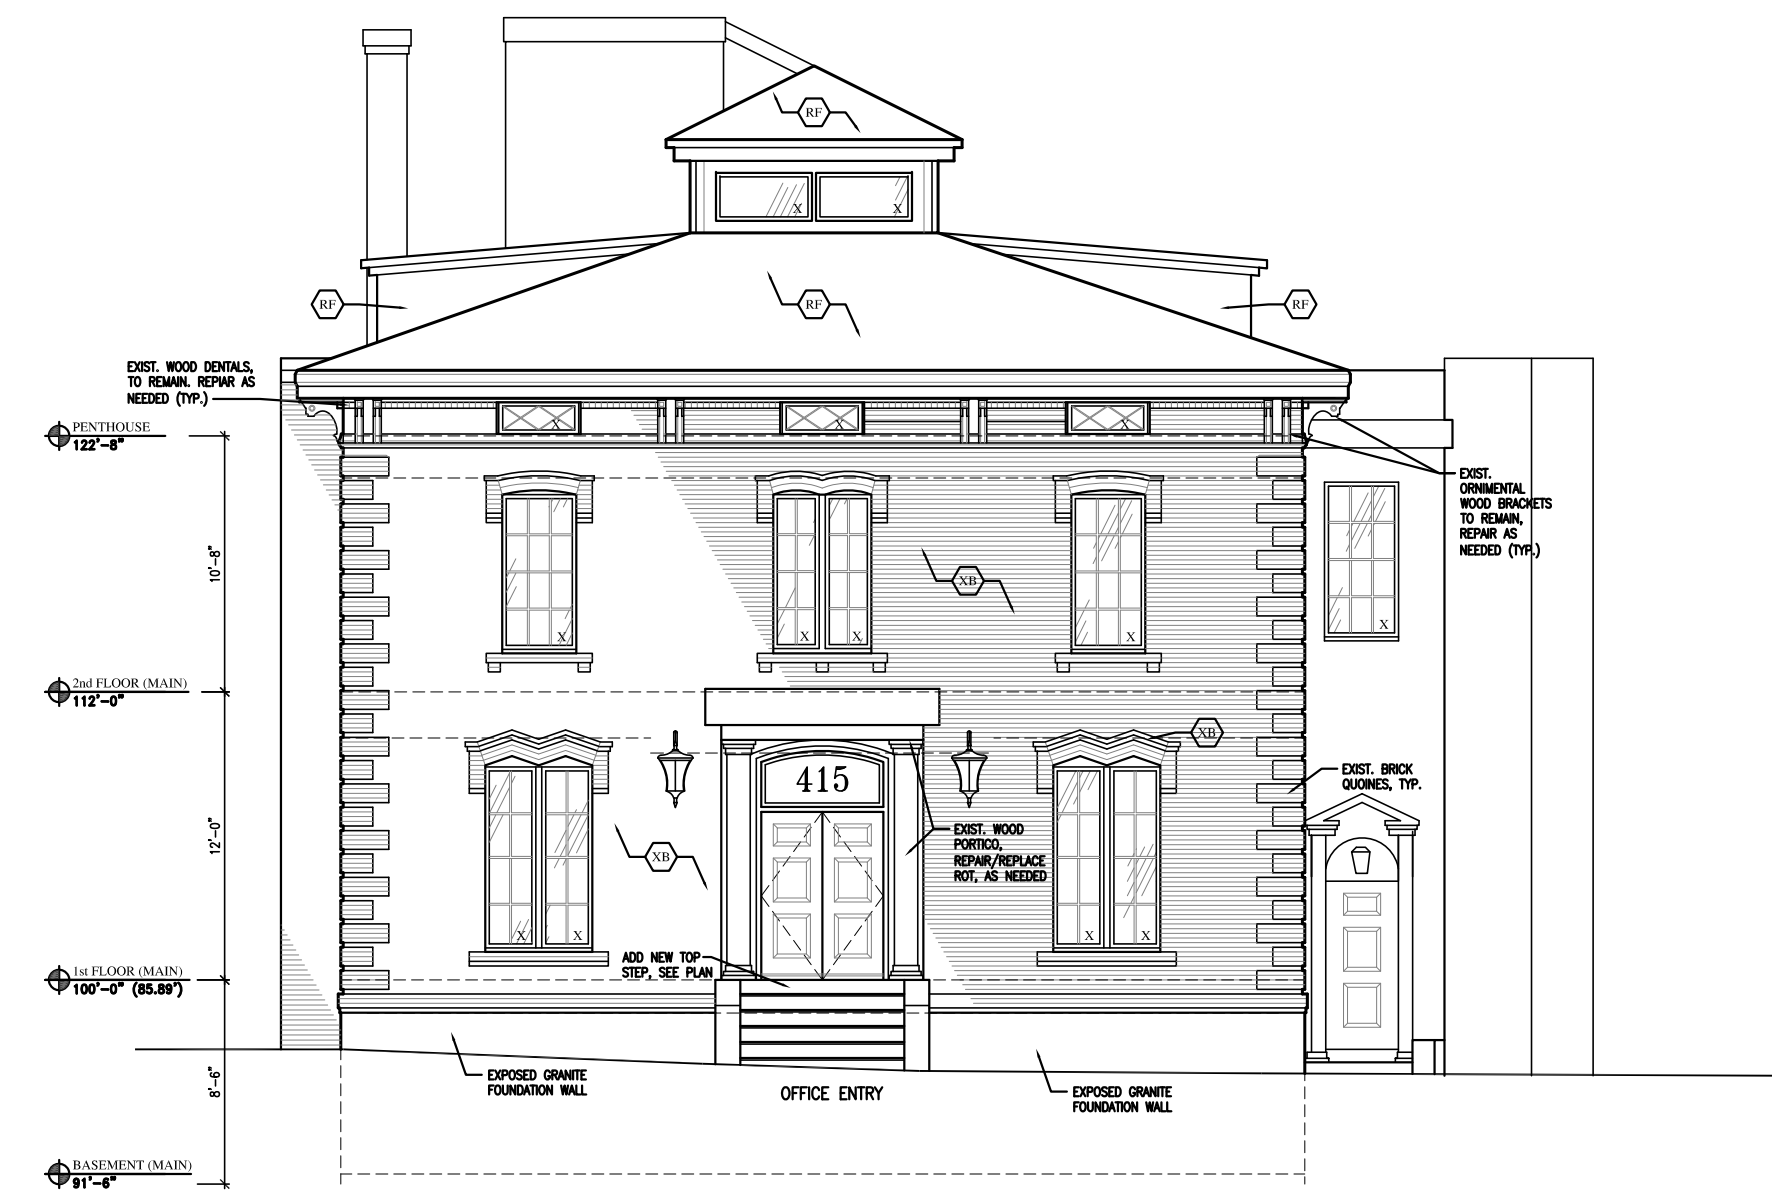 RF
X X
RF
RF
RF
EXIST. WOOD DENTALS,
TO REMAIN. REPIAR AS
NEEDED (TYP.)
X
X
X
PENTHOUSE
122'-8"
EXIST.
ORNIMENTAL
WOOD BRACKETS
TO REMAIN,
REPAIR AS
NEEDED (TYP.)
10'-8"
XB
X
X X
X
X
2nd FLOOR (MAIN)
112'-0"
XB
415
EXIST. BRICK
QUOINES, TYP.
12'-0"
EXIST. WOOD
PORTICO,
REPAIR/REPLACE
ROT, AS NEEDED
XB
X X
X X
ADD NEW TOP
STEP, SEE PLAN
1st FLOOR (MAIN)
100'-0" (85.89')
8'-6"
EXPOSED GRANITE
FOUNDATION WALL
OFFICE ENTRY
EXPOSED GRANITE
FOUNDATION WALL
BASEMENT (MAIN)
91'-6"